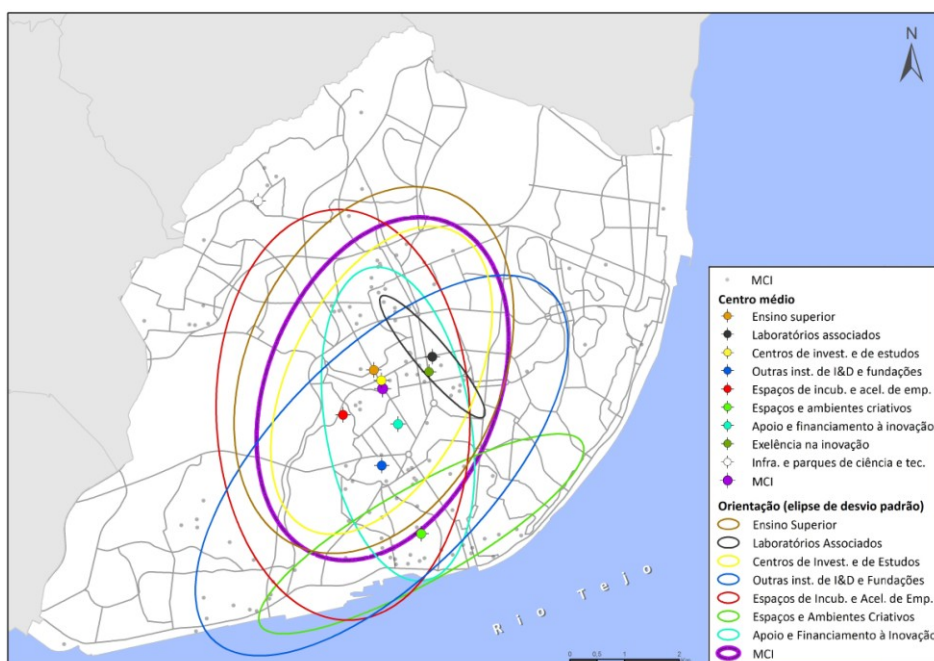 N
MCI
Centro médio
Ensino superior
Laboratórios associados
Centros de invest. e de estudos
Outras inst. de I&D e fundações
Espaços de incub. e acel. de emp.
Espaços e ambientes criativos
Apoio e financiamento à inovação
Exelência na inovação
Infra. e parques de ciência e tec.
MCI
Orientação (elipse de desvio padrão)
Ensino Superior
Laboratórios Associados
Centros de Invest. e de Estudos
Outras inst. de I&D e Fundações
Espaços de Incub. e Acel. de Emp.
Espaços e Ambientes Criativos
Apoio e Financiamento à Inovação
MCI
Rio Tejo
0 0,5 1 2